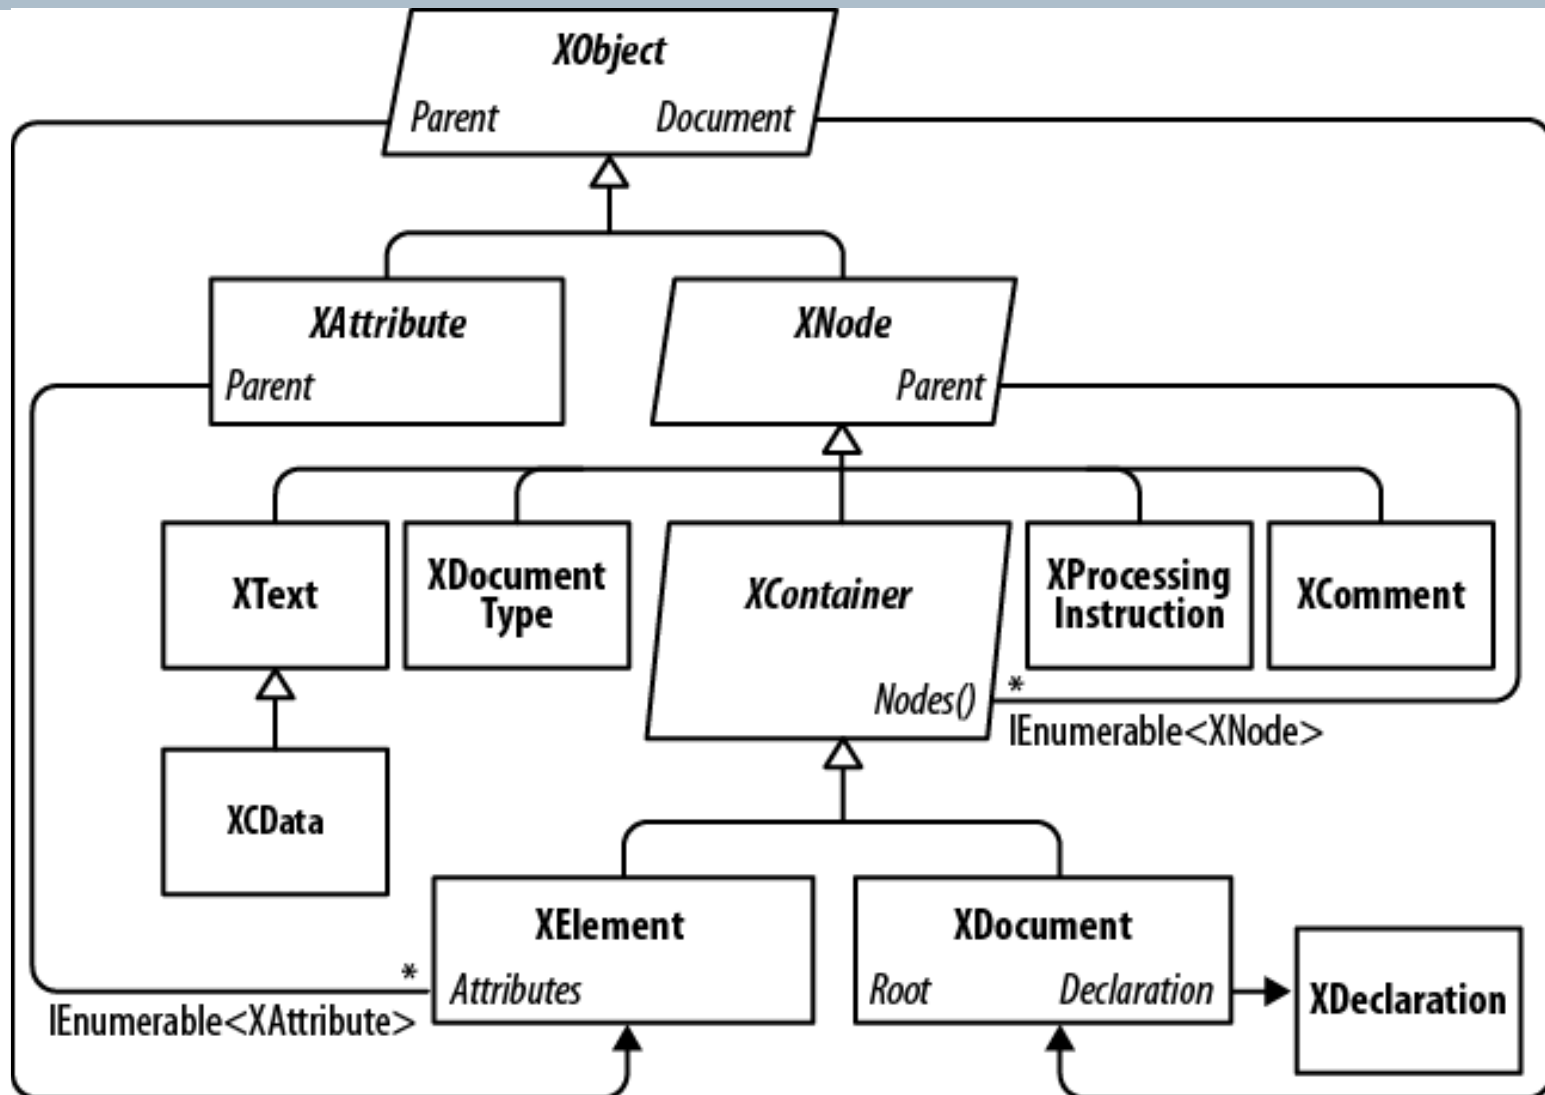 XObject
Parent Document
XAttribute
Parent
XNode
Parent
XText
XDocument
Type
XContainer
Nodes()
XProcessing
Instruction
XComment
*
IEnumerable<XNode>
XCData
XElement
Attributes
*
IEnumerable<XAttribute>
XDocument
Root Declaration
XDeclaration